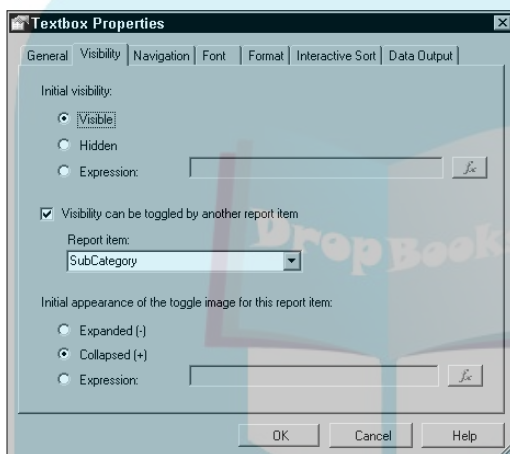 Textbox Properties
General Visibility Navigation Font Format Interactive Sort Data Output
Initial visibility:
Visible
Hidden
Expression: fx
Visibility can be toggled by another report item
Report item:
SubCategory
Initial appearance of the toggle image for this report item:
Expanded (-)
Collapsed (+)
Expression: fx
OK Cancel Help
DropBooks